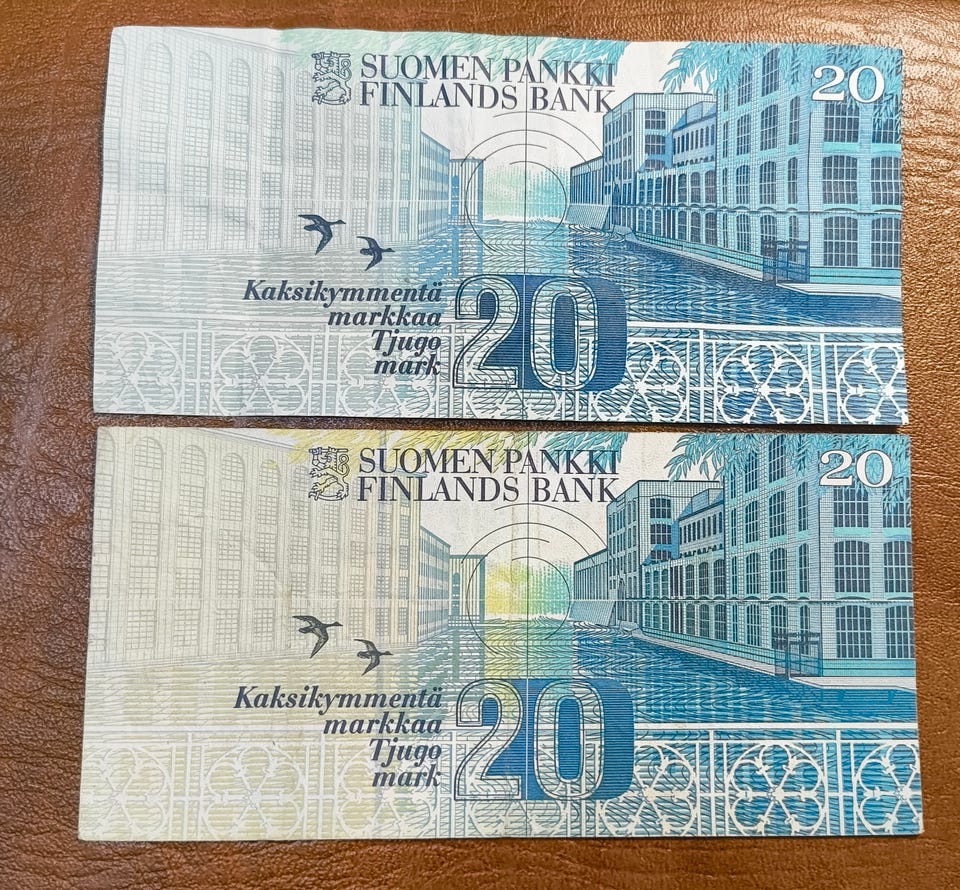 SUOMEN PANKKI
FINLANDS BANK
20
Kaksikymmentä
markkaa
Tjugo
mark
20
SUOMEN PANKKI
FINLANDS BANK
20
Kaksikymmentä
markkaa
Tjugo
mark
20